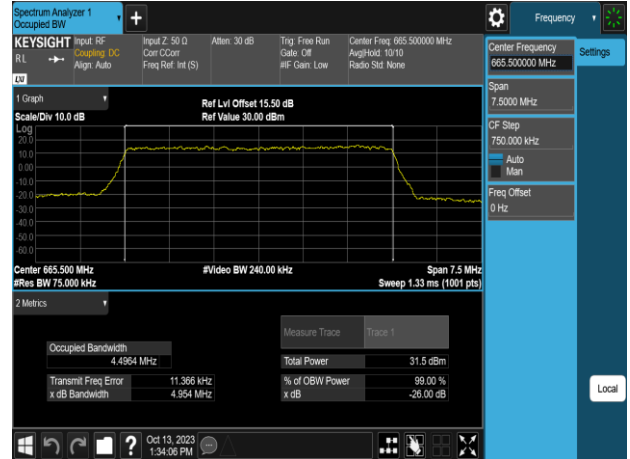 Spectrum Analyzer 1
Occupied BW
+
Frequency
KEYSIGHT
RL
Input: RF
Coupling: DC
Align: Auto
Input Z: 50 Ω
Corr CCorr
Freq Ref: Int (S)
Atten: 30 dB
Trig: Free Run
Gate: Off
#IF Gain: Low
Center Freq: 665.500000 MHz
Avg|Hold: 10/10
Radio Std: None
LXI
Center Frequency
665.500000 MHz
Settings
Span
7.5000 MHz
CF Step
750.000 kHz
Auto
Man
Freq Offset
0 Hz
Local
1 Graph
Scale/Div 10.0 dB
Ref Lvl Offset 15.50 dB
Ref Value 30.00 dBm
Log
20.0
10.0
0.00
-10.0
-20.0
-30.0
-40.0
-50.0
-60.0
Center 665.500 MHz
#Video BW 240.00 kHz
Span 7.5 MHz
#Res BW 75.000 kHz
Sweep 1.33 ms (1001 pts)
2 Metrics
Measure Trace
Trace 1
Occupied Bandwidth
4.4964 MHz
Total Power
31.5 dBm
Transmit Freq Error
11.366 kHz
% of OBW Power
99.00 %
x dB Bandwidth
4.954 MHz
x dB
-26.00 dB
?
Oct 13, 2023
1:34:06 PM